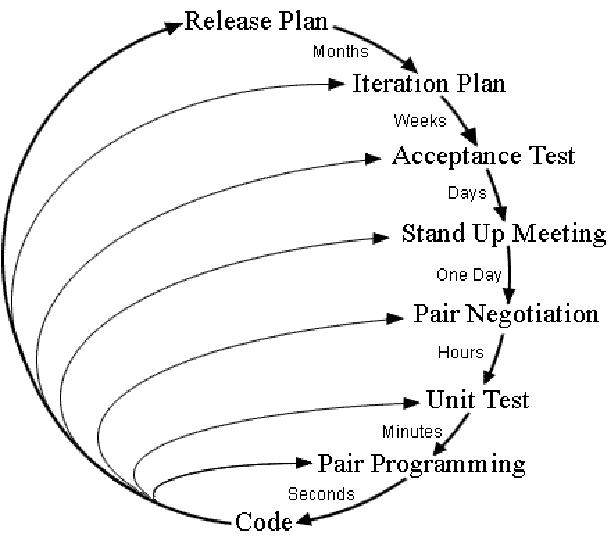 Release Plan
Months
Iteration Plan
Weeks
Acceptance Test
Days
Stand Up Meeting
One Day
Pair Negotiation
Hours
Unit Test
Minutes
Pair Programming
Seconds
Code